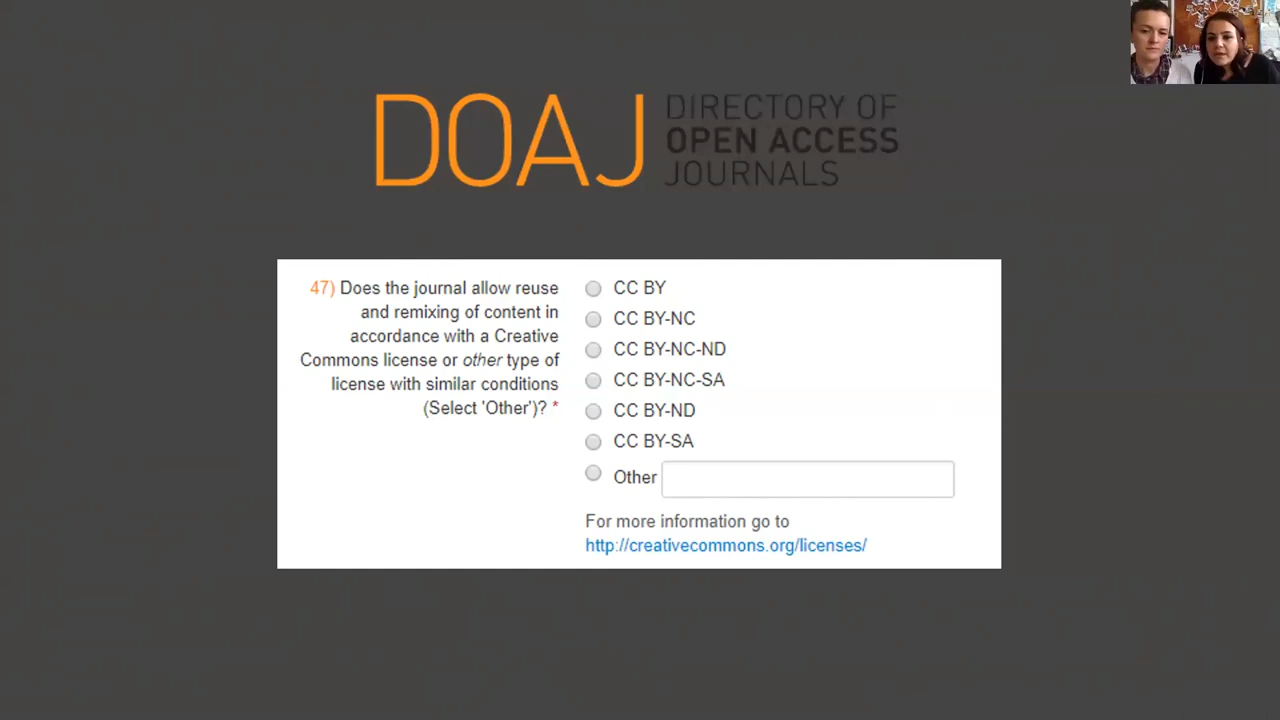 DOAJ
DIRECTORY OF
OPEN ACCESS
JOURNALS
47) Does the journal allow reuse
and remixing of content in
accordance with a Creative
Commons license or other type of
license with similar conditions
(Select 'Other')? *
CC BY
CC BY-NC
CC BY-NC-ND
CC BY-NC-SA
CC BY-ND
CC BY-SA
Other
For more information go to
http://creativecommons.org/licenses/